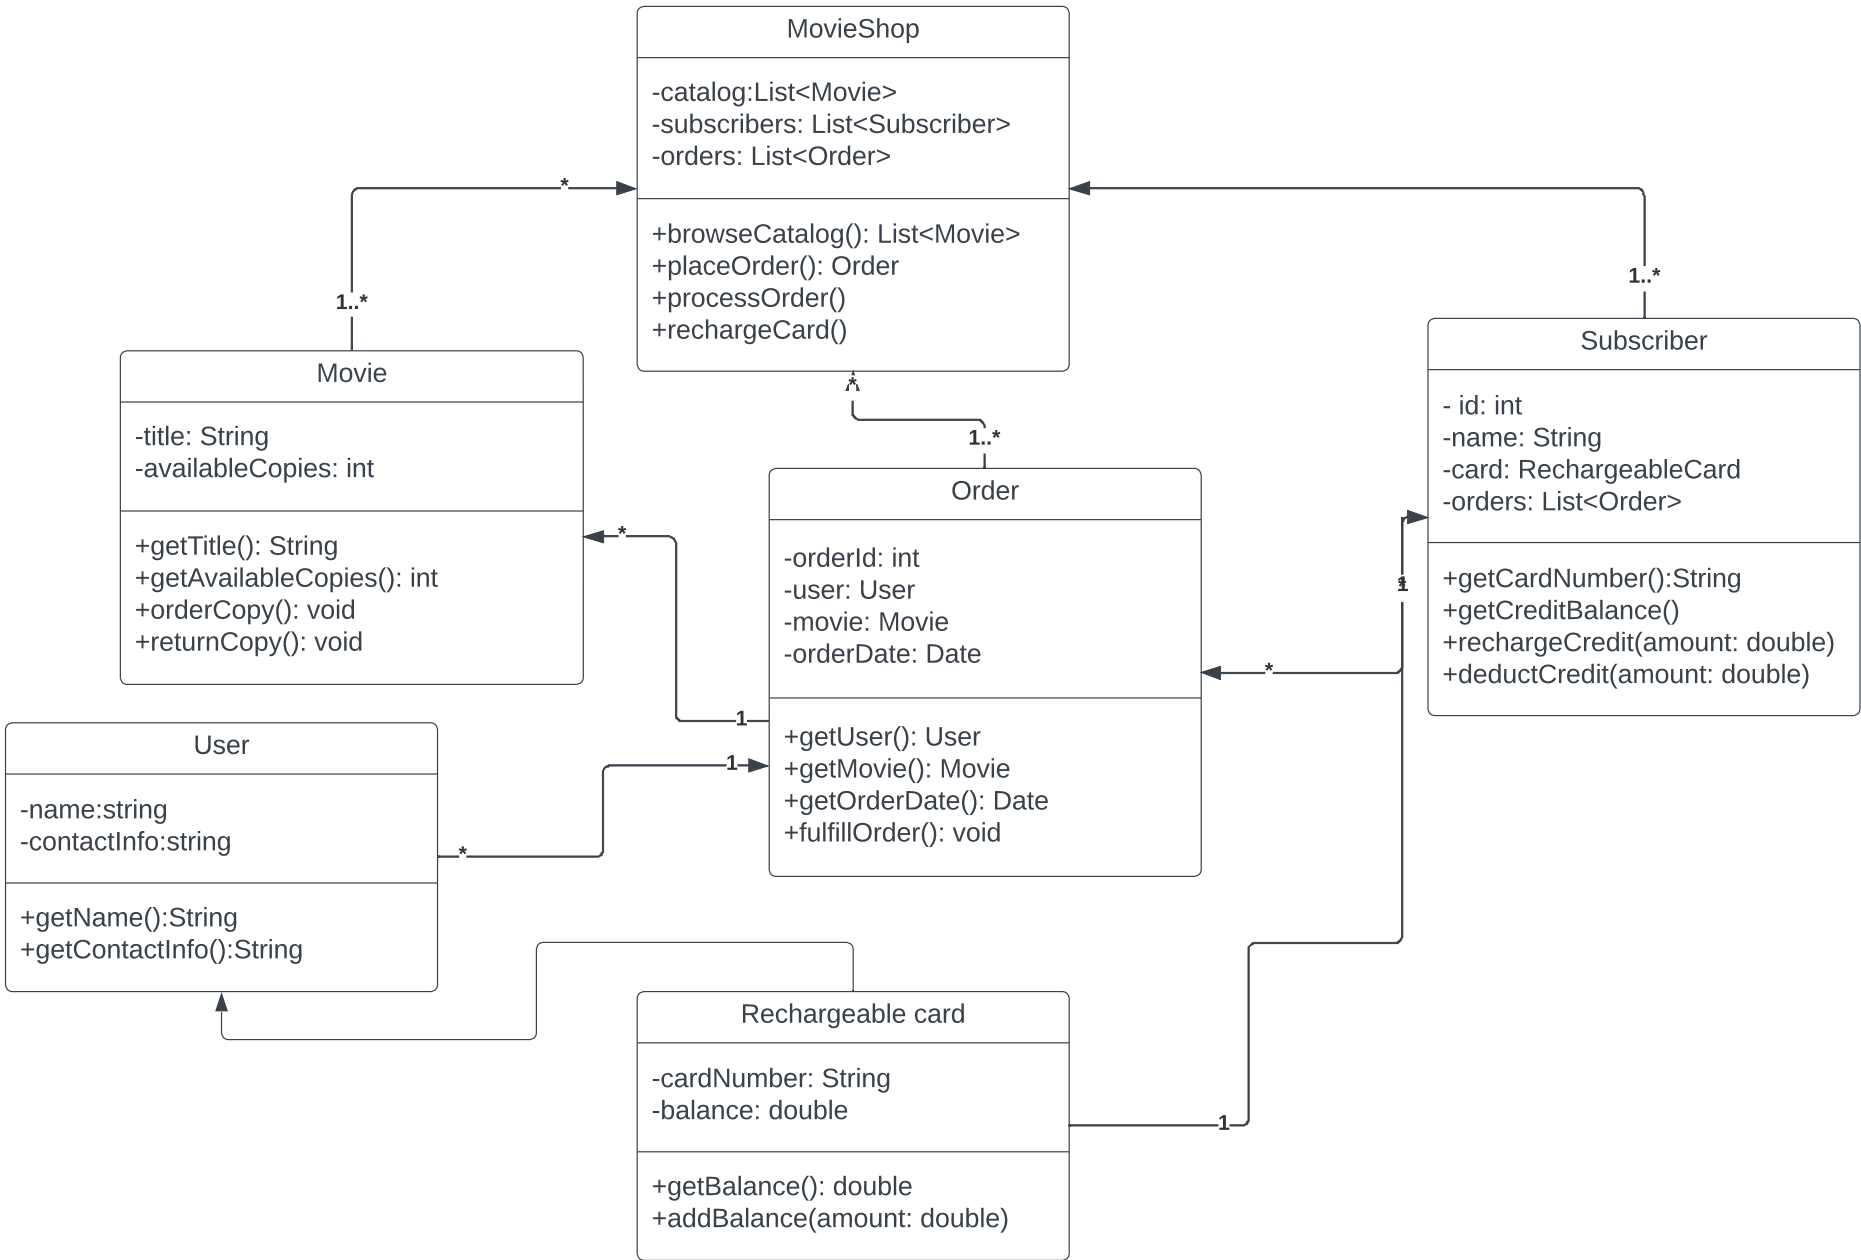 MovieShop
-catalog:List<Movie>
-subscribers: List<Subscriber>
-orders: List<Order>
+browseCatalog(): List<Movie>
+placeOrder(): Order
+processOrder()
+rechargeCard()
*
1..*
1..*
*
1..*
Movie
-title: String
-availableCopies: int
+getTitle(): String
+getAvailableCopies(): int
+orderCopy(): void
+returnCopy(): void
Subscriber
- id: int
-name: String
-card: RechargeableCard
-orders: List<Order>
+getCardNumber():String
+getCreditBalance()
+rechargeCredit(amount: double)
+deductCredit(amount: double)
Order
-orderId: int
-user: User
-movie: Movie
-orderDate: Date
+getUser(): User
+getMovie(): Movie
+getOrderDate(): Date
+fulfillOrder(): void
*
1
1
*
*
1
User
-name:string
-contactInfo:string
+getName():String
+getContactInfo():String
Rechargeable card
-cardNumber: String
-balance: double
+getBalance(): double
+addBalance(amount: double)
1